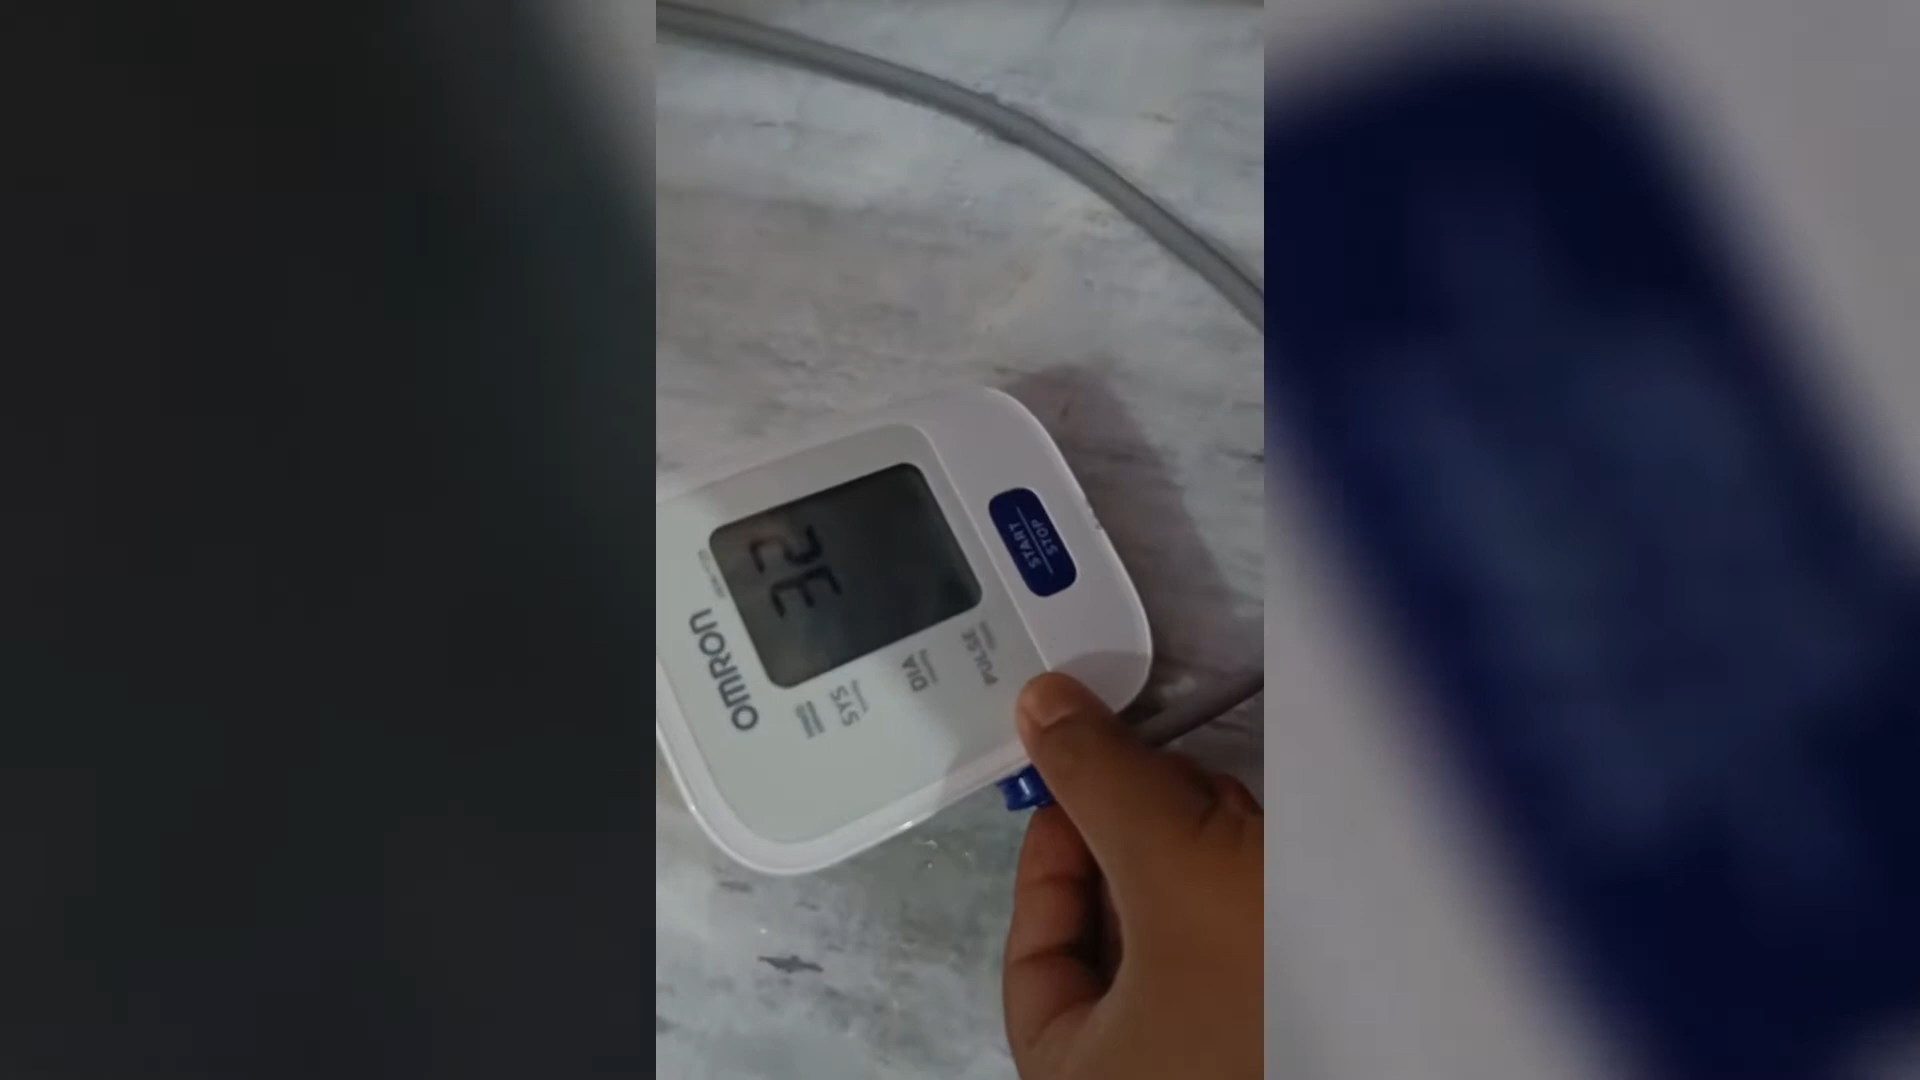 OMRON
E2
SYS
DIA
PULSE
START
STOP